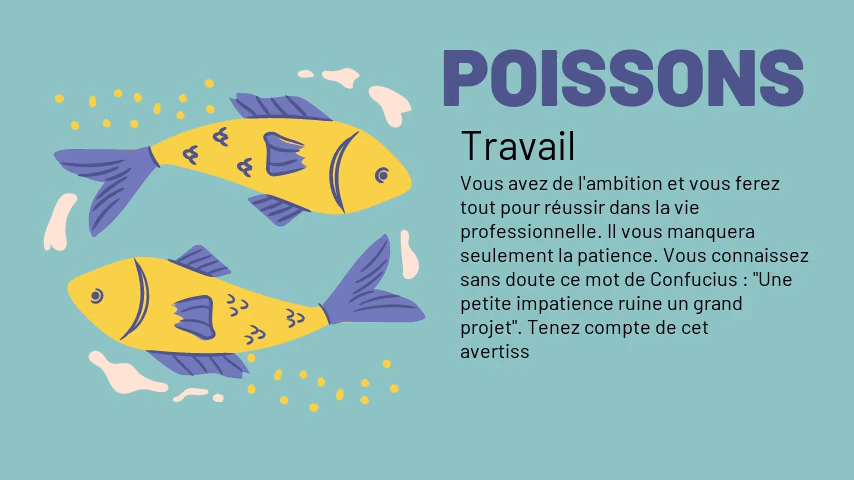 POISSONS
Travail
Vous avez de l'ambition et vous ferez
tout pour réussir dans la vie
professionnelle. Il vous manquera
seulement la patience. Vous connaissez
sans doute ce mot de Confucius : "Une
petite impatience ruine un grand
projet". Tenez compte de cet
avertiss